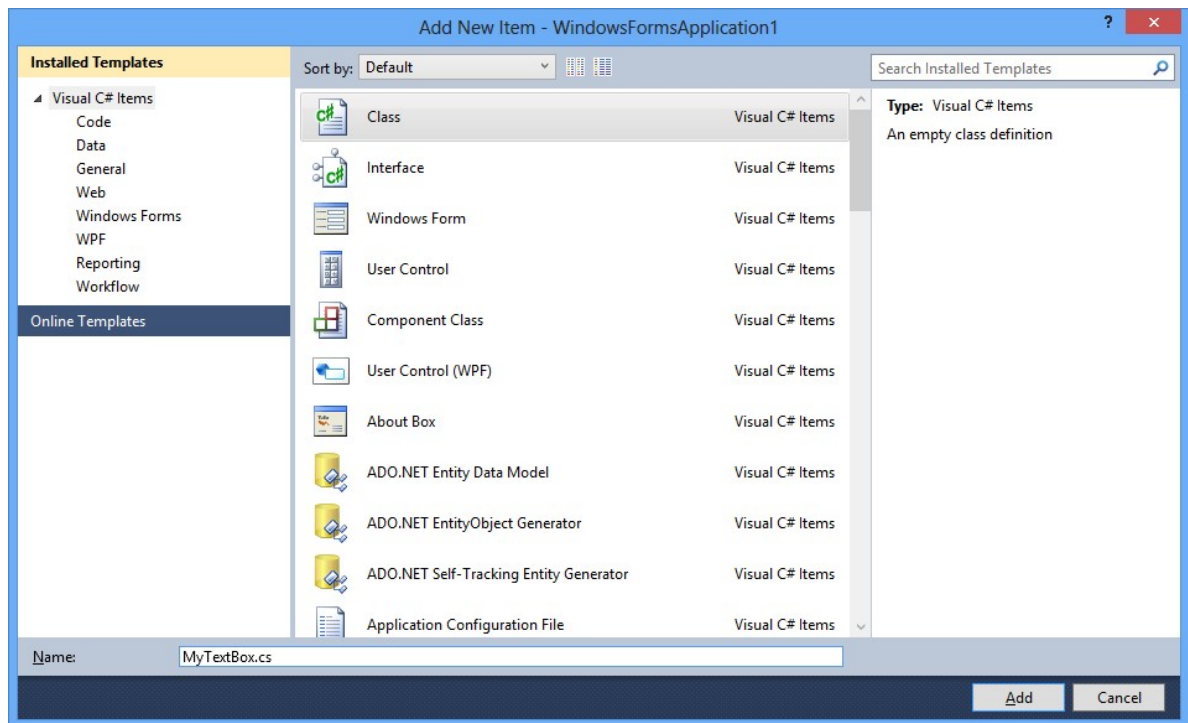 Add New Item - WindowsFormsApplication1
?
Installed Templates
Sort by: Default
Search Installed Templates
Visual C# Items
Code
Data
General
Web
Windows Forms
WPF
Reporting
Workflow
Online Templates
Class Visual C# Items
Interface Visual C# Items
Windows Form Visual C# Items
User Control Visual C# Items
Component Class Visual C# Items
User Control (WPF) Visual C# Items
About Box Visual C# Items
ADO.NET Entity Data Model Visual C# Items
ADO.NET EntityObject Generator Visual C# Items
ADO.NET Self-Tracking Entity Generator Visual C# Items
Application Configuration File Visual C# Items
Type: Visual C# Items
An empty class definition
Name: MyTextBox.cs
Add Cancel